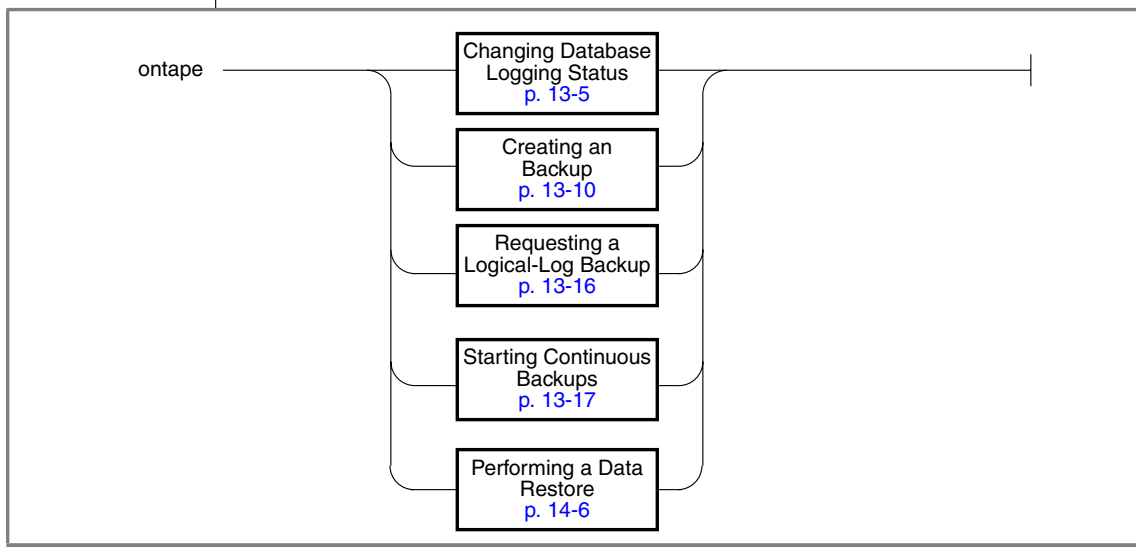 Changing Database
ontape
Logging Status
p. 13-5
Creating an
Backup
p. 13-10
Requesting a
Logical-Log Backup
p. 13-16
Starting Continuous
Backups
p. 13-17
Performing a Data
Restore
p. 14-6